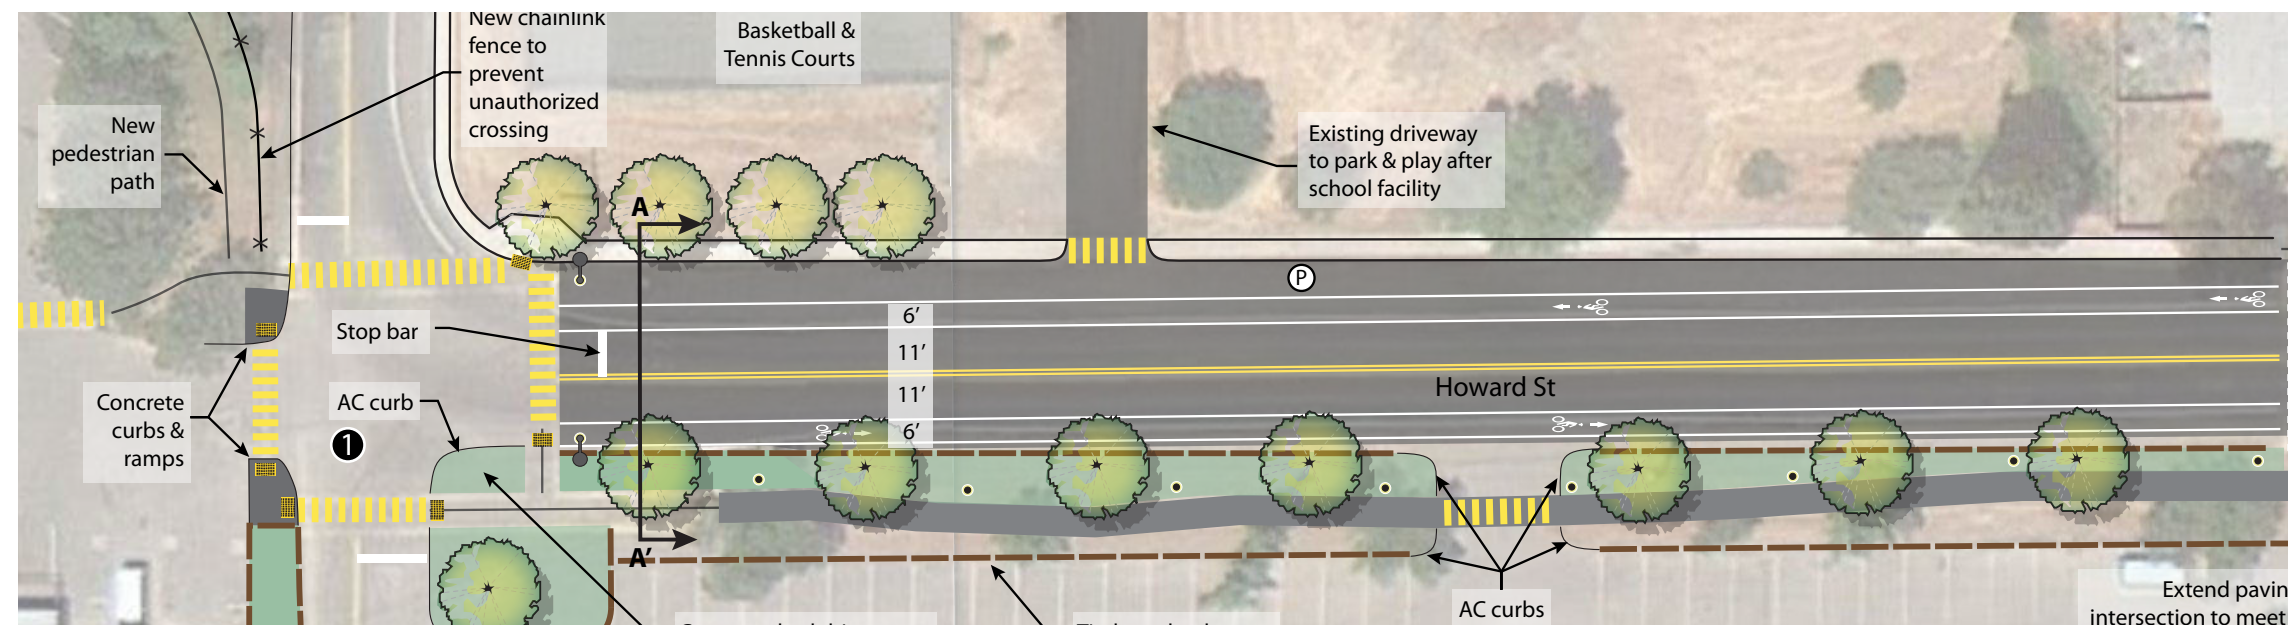 New chainlink
fence to
prevent
unauthorized
crossing
Basketball &
Tennis Courts
New
pedestrian
path
Existing driveway
to park & play after
school facility
A
P
Stop bar
6’
11’
11’
6’
Howard St
Concrete
curbs &
ramps
AC curb
1
A’
AC curbs
Extend pavin
intersection to meet